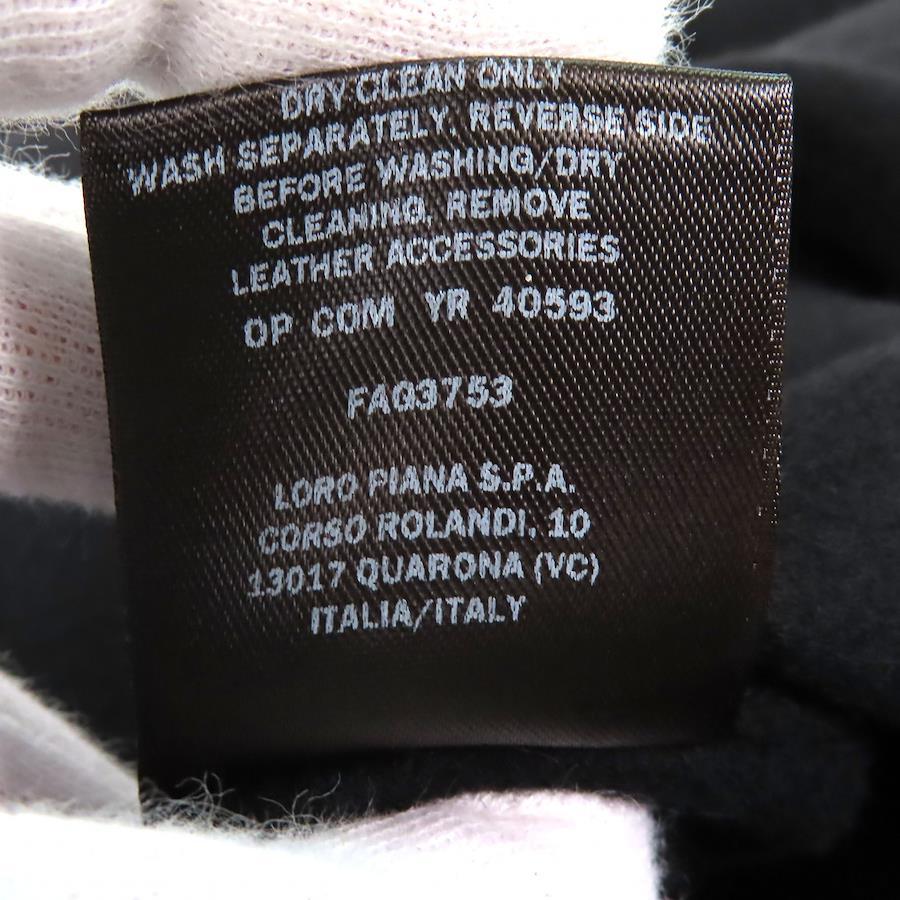 DRY CLEAN ONLY
WASH SEPARATELY, REVERSE SIDE
BEFORE WASHING/DRY
CLEANING, REMOVE
LEATHER ACCESSORIES
OP COM YR 40593
FAG3753
LORO PIANA S.P.A.
CORSO ROLANDI, 10
13017 QUARONA (VC)
ITALIA/ITALY